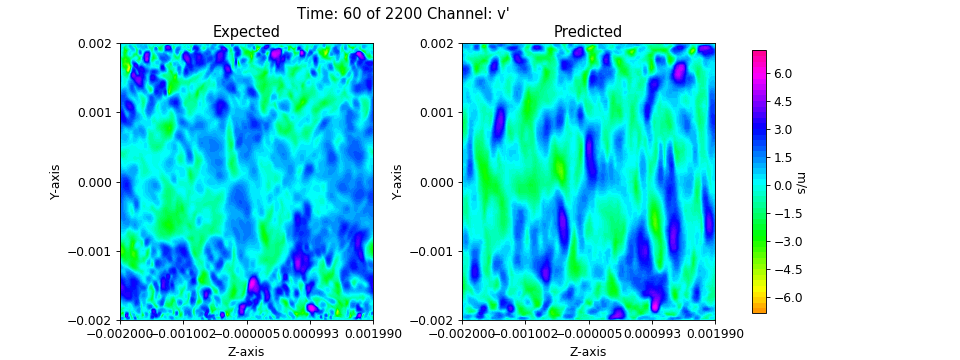 Time: 60 of 2200 Channel: v'
Expected
Predicted
0.002
0.001
0.000
−0.001
−0.002
Y-axis
−0.002000 −0.001002 −0.000005 0.000993 0.001990
Z-axis
0.002
0.001
0.000
−0.001
−0.002
Y-axis
−0.002000 −0.001002 −0.000005 0.000993 0.001990
Z-axis
6.0
4.5
3.0
1.5
0.0
−1.5
−3.0
−4.5
−6.0
m/s